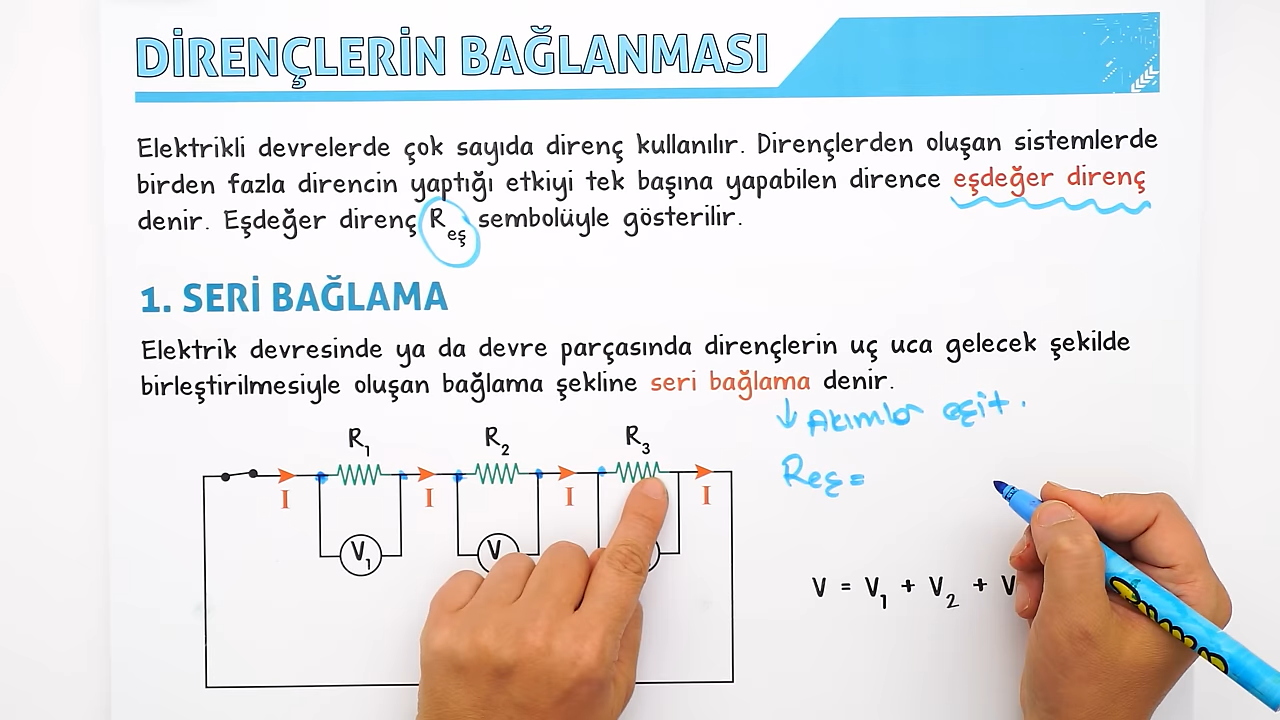 DİRENÇLERİN BAĞLANMASI
Elektrikli devrelerde çok sayıda direnç kullanılır. Dirençlerden oluşan sistemlerde
birden fazla direncin yaptığı etkiyi tek başına yapabilen dirence eşdeğer direnç
denir. Eşdeğer direnç Reş sembolüyle gösterilir.
1. SERİ BAĞLAMA
Elektrik devresinde ya da devre parçasında dirençlerin uç uca gelecek şekilde
birleştirilmesiyle oluşan bağlama şekline seri bağlama denir.
↓ Akımlar eşit.
Reş =
R1 R2 R3
I I I I
V1 V
V = V1 + V2 + V